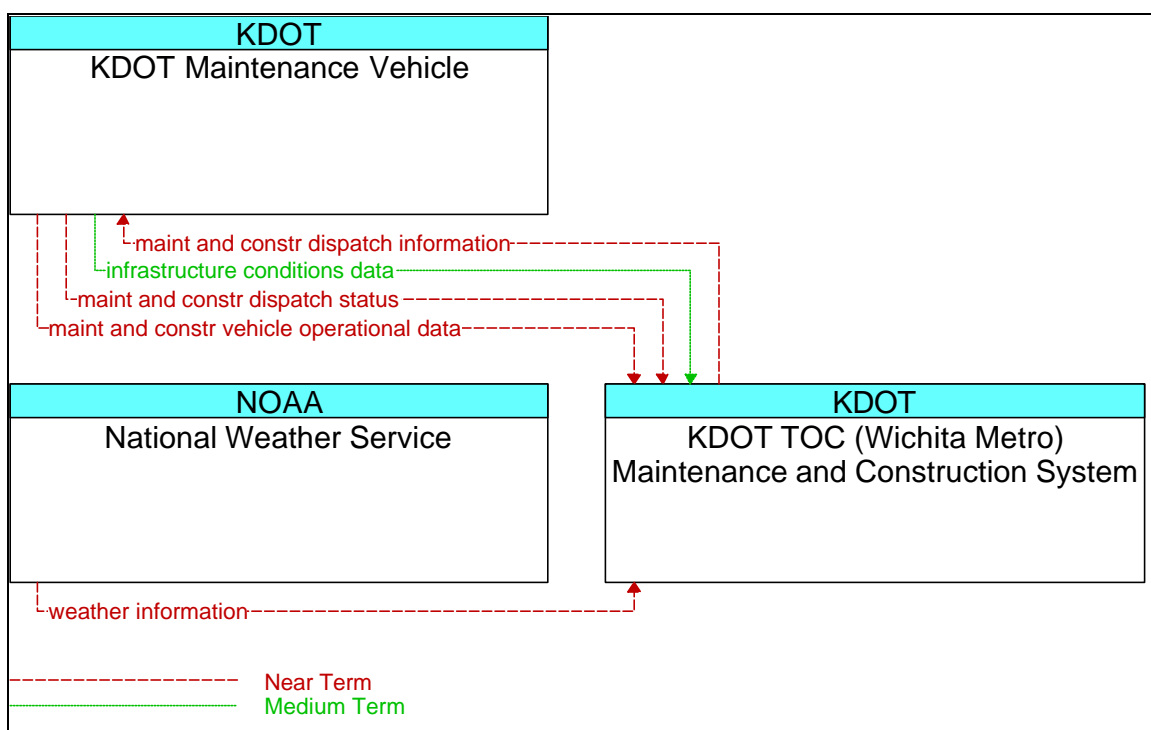 KDOT
KDOT Maintenance Vehicle
maint and constr dispatch information
infrastructure conditions data
maint and constr dispatch status
maint and constr vehicle operational data
NOAA
National Weather Service
KDOT
KDOT TOC (Wichita Metro)
Maintenance and Construction System
weather information
Near Term
Medium Term